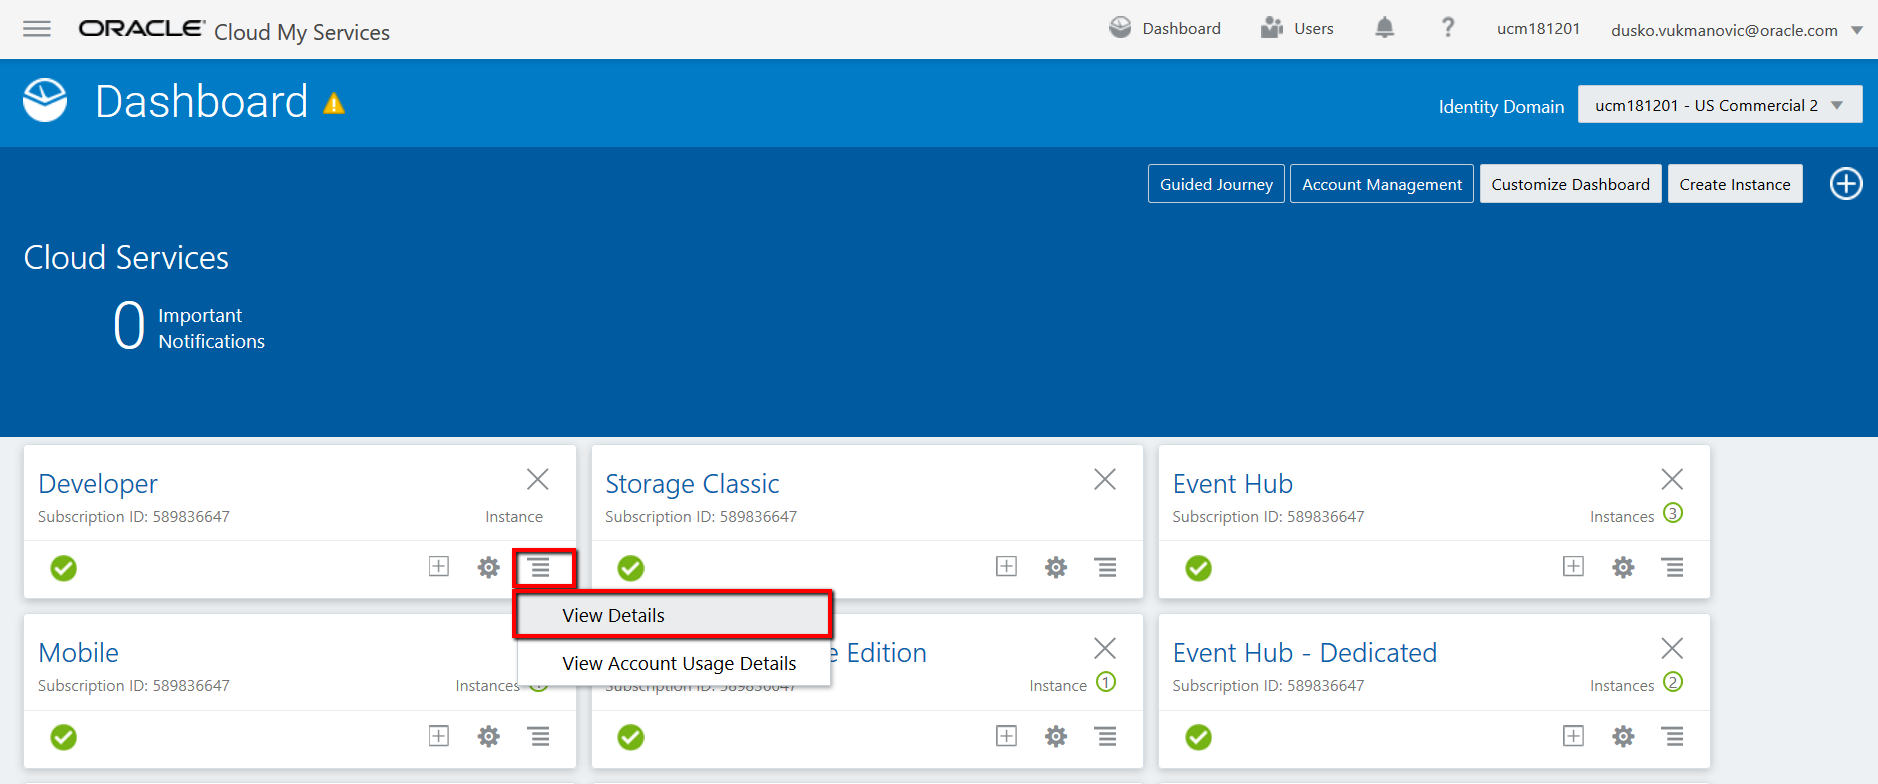 ORACLE Cloud My Services
Dashboard
Users
?
ucm181201
dusko.vukmanovic@oracle.com
Dashboard
Identity Domain
ucm181201 - US Commercial 2
Guided Journey
Account Management
Customize Dashboard
Create Instance
Cloud Services
0 Important
Notifications
Developer
Subscription ID: 589836647
Instance
Storage Classic
Subscription ID: 589836647
Event Hub
Subscription ID: 589836647
Instances 3
View Details
View Account Usage Details
Mobile
Subscription ID: 589836647
Instances
Edition
Subscription ID: 589836647
Instance 1
Event Hub - Dedicated
Subscription ID: 589836647
Instances 2